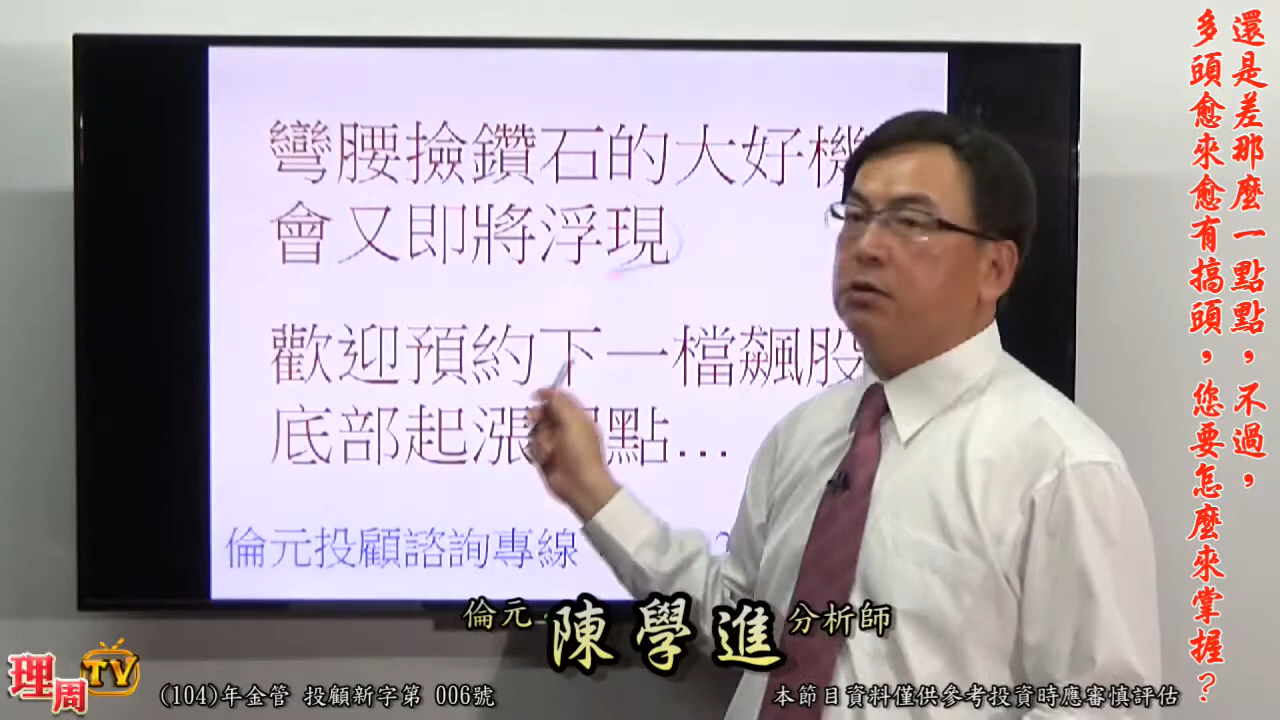 彎腰撿鑽石的大好機
會又即將浮現
歡迎預約下一檔飆股
底部起漲 點...
倫元投顧諮詢專線
還是差那麼一點點，不過，
多頭愈來愈有搞頭，您要怎麼來掌握？
倫元 陳學進 分析師
理周TV
(104)年金管 投顧新字第 006號
本節目資料僅供參考投資時應審慎評估